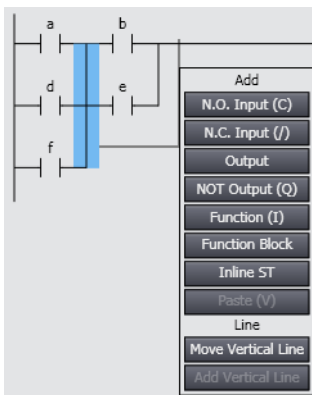 a b
d e
f
Add
N.O. Input (C)
N.C. Input (/)
Output
NOT Output (Q)
Function (I)
Function Block
Inline ST
Paste (V)
Line
Move Vertical Line
Add Vertical Line